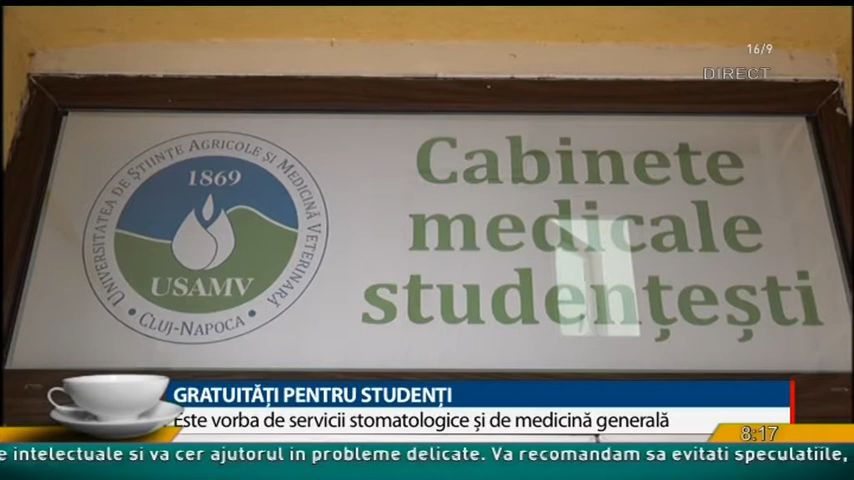 16/9
DIRECT
UNIVERSITATEA DE ȘTIINȚE AGRICOLE ȘI MEDICINĂ VETERINARĂ
1869
USAMV
• CLUJ-NAPOCA •
Cabinete
medicale
studențești
GRATUITĂȚI PENTRU STUDENȚI
Este vorba de servicii stomatologice și de medicină generală
8:17
e intelectuale si va cer ajutorul in probleme delicate. Va recomandam sa evitati speculatiile,